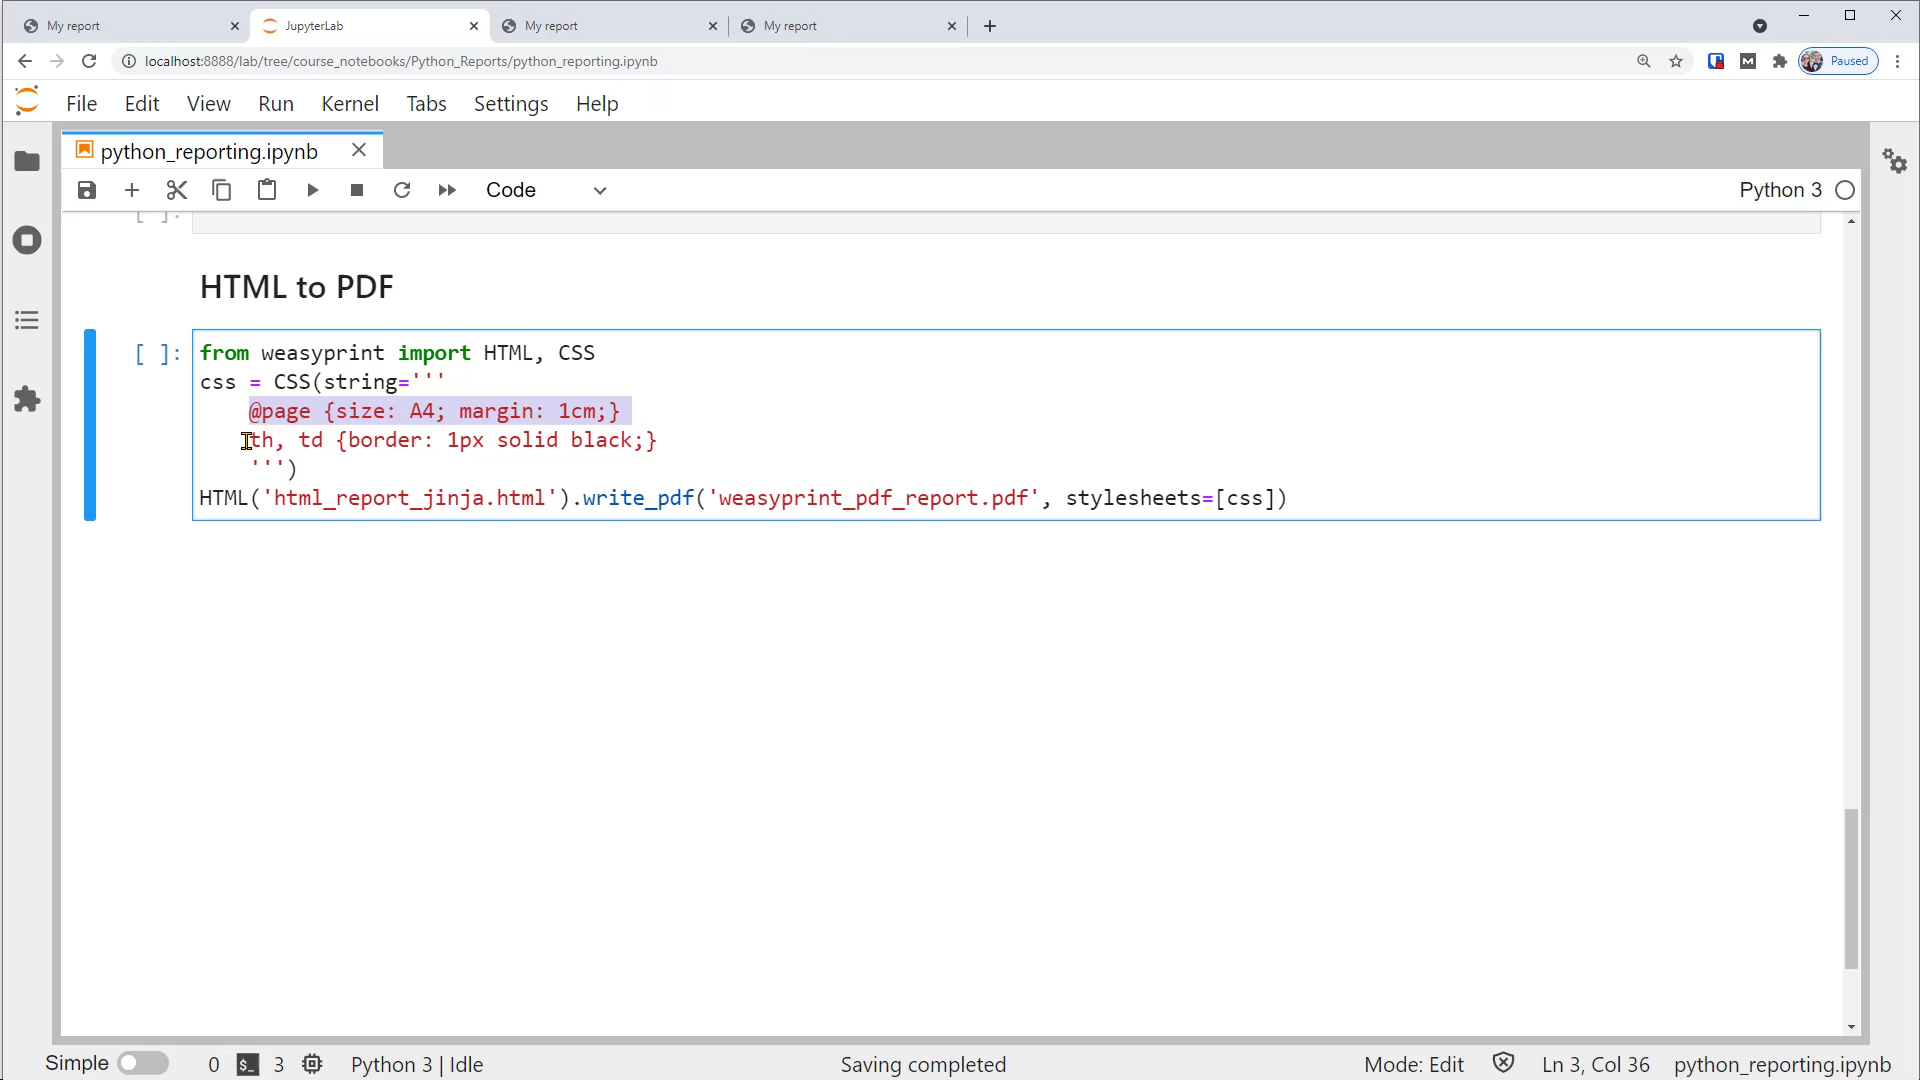 My report
JupyterLab
My report
My report
localhost:8888/lab/tree/course_notebooks/Python_Reports/python_reporting.ipynb
M
Paused
File Edit View Run Kernel Tabs Settings Help
python_reporting.ipynb
Code
Python 3
[ ]:
HTML to PDF
[ ]:
from weasyprint import HTML, CSS
css = CSS(string='''
@page {size: A4; margin: 1cm;}
th, td {border: 1px solid black;}
''')
HTML('html_report_jinja.html').write_pdf('weasyprint_pdf_report.pdf', stylesheets=[css])
Simple 0 $_ 3 Python 3 | Idle Saving completed Mode: Edit Ln 3, Col 36 python_reporting.ipynb